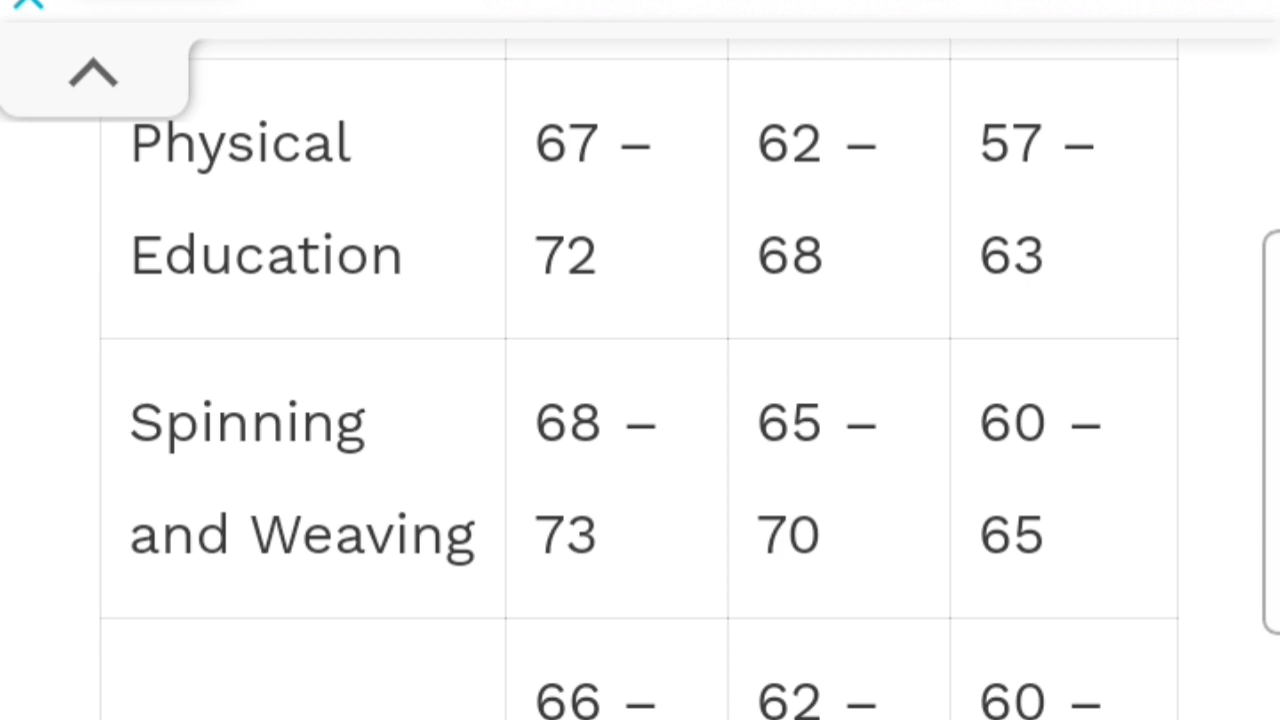 Physical 67 – 62 – 57 –
Education 72 68 63
Spinning 68 – 65 – 60 –
and Weaving 73 70 65
66 – 62 – 60 –